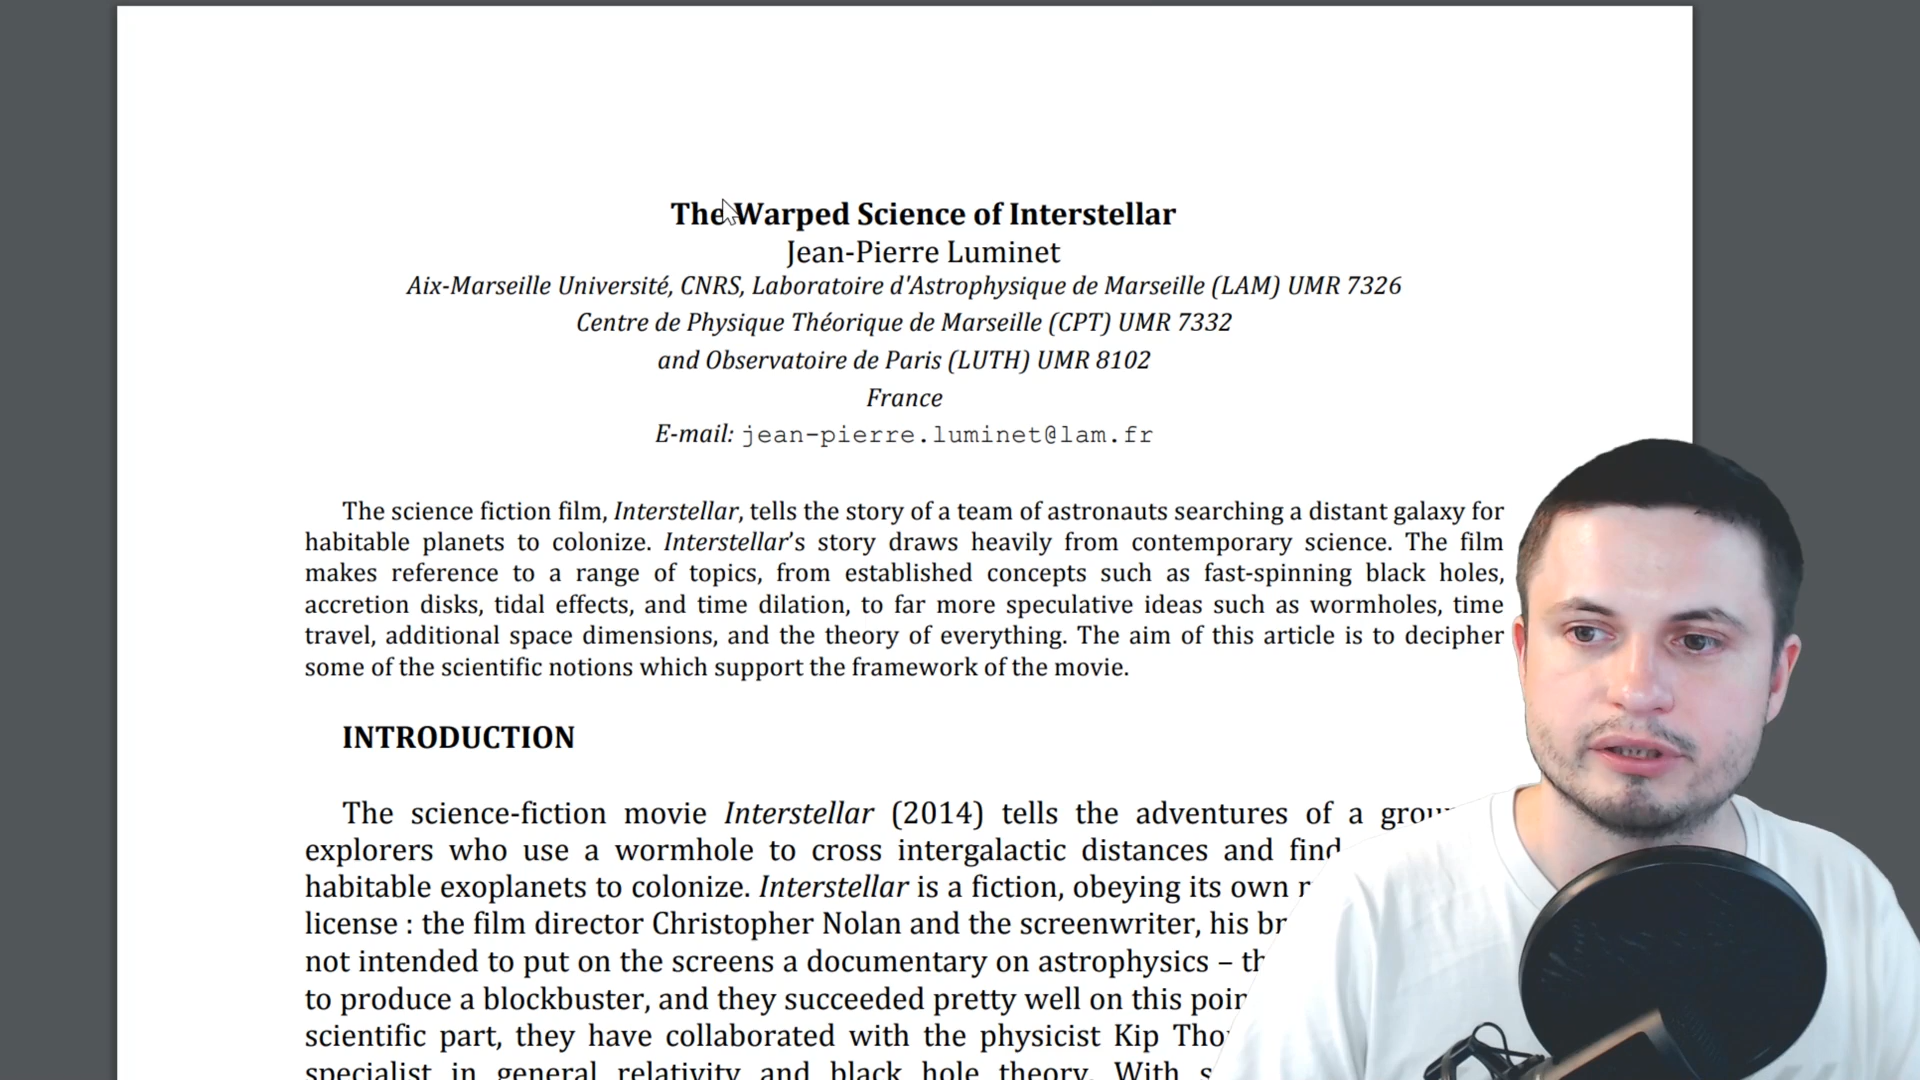 The Warped Science of Interstellar
Jean-Pierre Luminet
Aix-Marseille Université, CNRS, Laboratoire d'Astrophysique de Marseille (LAM) UMR 7326
Centre de Physique Théorique de Marseille (CPT) UMR 7332
and Observatoire de Paris (LUTH) UMR 8102
France
E-mail: jean-pierre.luminet@lam.fr
The science fiction film, Interstellar, tells the story of a team of astronauts searching a distant galaxy for
habitable planets to colonize. Interstellar's story draws heavily from contemporary science. The film
makes reference to a range of topics, from established concepts such as fast-spinning black holes,
accretion disks, tidal effects, and time dilation, to far more speculative ideas such as wormholes, time
travel, additional space dimensions, and the theory of everything. The aim of this article is to decipher
some of the scientific notions which support the framework of the movie.
INTRODUCTION
The science-fiction movie Interstellar (2014) tells the adventures of a
explorers who use a wormhole to cross intergalactic distances and find
habitable exoplanets to colonize. Interstellar is a fiction, obeying its own
license : the film director Christopher Nolan and the screenwriter, his
not intended to put on the screens a documentary on astrophysics –
to produce a blockbuster, and they succeeded pretty well on this
scientific part, they have collaborated with the physicist Kip
specialist in general relativity and black hole theory. With